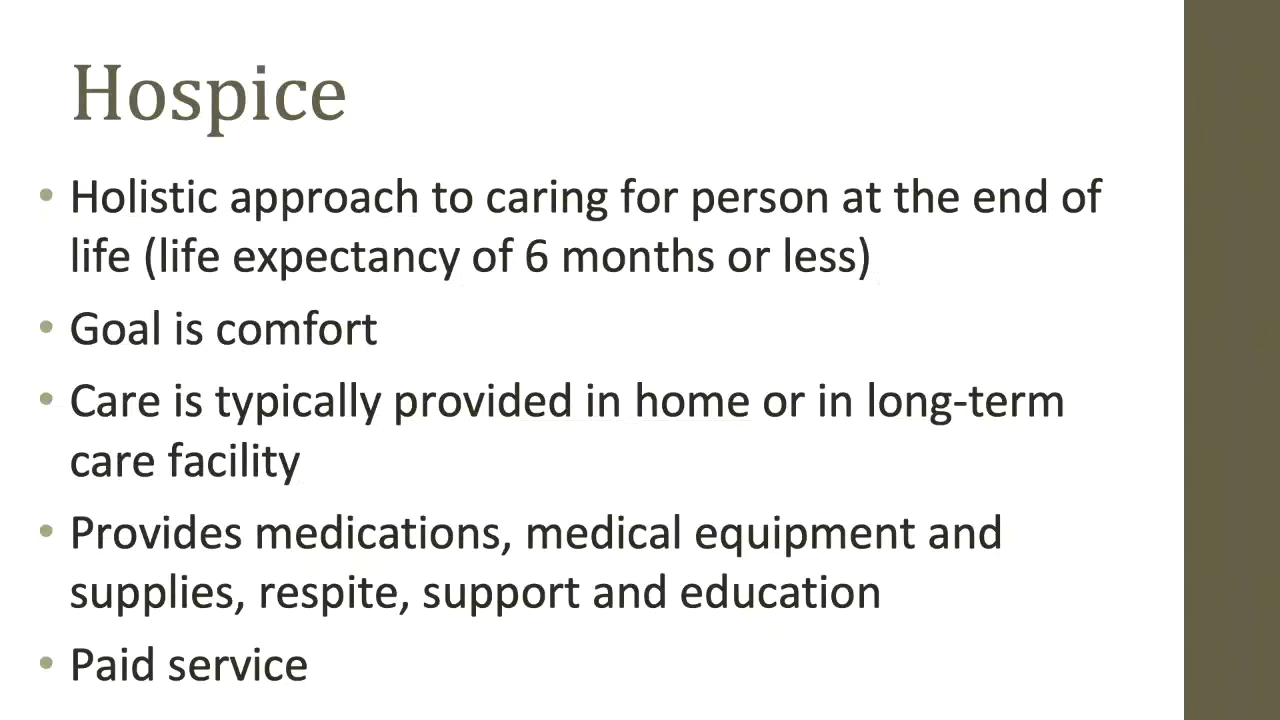 Hospice
• Holistic approach to caring for person at the end of
life (life expectancy of 6 months or less)
• Goal is comfort
• Care is typically provided in home or in long-term
care facility
• Provides medications, medical equipment and
supplies, respite, support and education
• Paid service